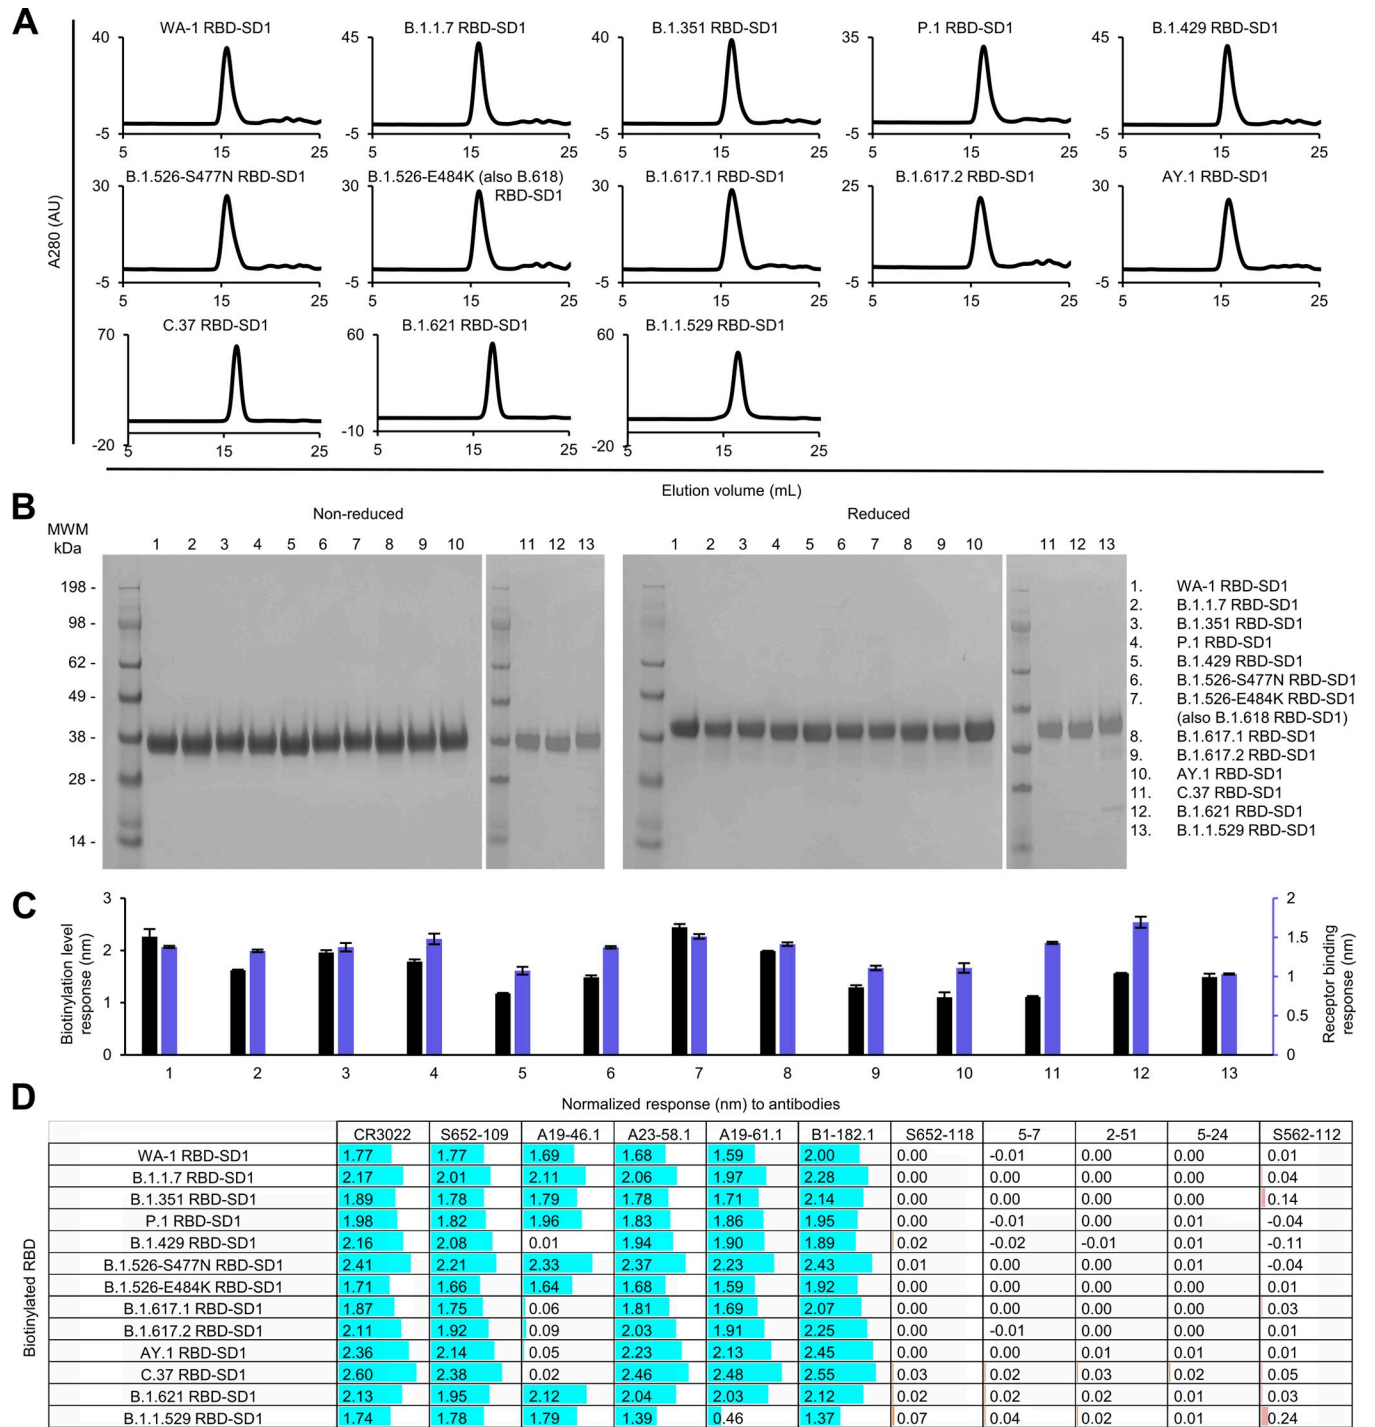 A
A280 (AU)
WA-1 RBD-SD1
40
-5
5 15 25
B.1.1.7 RBD-SD1
45
-5
5 15 25
B.1.351 RBD-SD1
40
-5
5 15 25
P.1 RBD-SD1
35
-5
5 15 25
B.1.429 RBD-SD1
45
-5
5 15 25
B.1.526-S477N RBD-SD1
30
-5
5 15 25
B.1.526-E484K (also B.618)
RBD-SD1
30
-5
5 15 25
B.1.617.1 RBD-SD1
30
-5
5 15 25
B.1.617.2 RBD-SD1
25
-5
5 15 25
AY.1 RBD-SD1
30
-5
5 15 25
C.37 RBD-SD1
70
-20
5 15 25
B.1.621 RBD-SD1
60
-10
5 15 25
B.1.1.529 RBD-SD1
60
-20
5 15 25
Elution volume (mL)
B
Non-reduced
Reduced
MWM
kDa
1 2 3 4 5 6 7 8 9 10 11 12 13
1 2 3 4 5 6 7 8 9 10 11 12 13
198 -
98 -
62 -
49 -
38 -
28 -
14 -
1. WA-1 RBD-SD1
2. B.1.1.7 RBD-SD1
3. B.1.351 RBD-SD1
4. P.1 RBD-SD1
5. B.1.429 RBD-SD1
6. B.1.526-S477N RBD-SD1
7. B.1.526-E484K RBD-SD1
(also B.1.618 RBD-SD1)
8. B.1.617.1 RBD-SD1
9. B.1.617.2 RBD-SD1
10. AY.1 RBD-SD1
11. C.37 RBD-SD1
12. B.1.621 RBD-SD1
13. B.1.1.529 RBD-SD1
C
Biotinylation level
response (nm)
3
2
1
0
2
1.5
1
0.5
0
Receptor binding
response (nm)
1 2 3 4 5 6 7 8 9 10 11 12 13
D
Normalized response (nm) to antibodies
Biotinylated RBD
CR3022 S652-109 A19-46.1 A23-58.1 A19-61.1 B1-182.1 S652-118 5-7 2-51 5-24 S562-112
WA-1 RBD-SD1 1.77 1.77 1.69 1.68 1.59 2.00 0.00 -0.01 0.00 0.00 0.01
B.1.1.7 RBD-SD1 2.17 2.01 2.11 2.06 1.97 2.28 0.00 0.00 0.00 0.00 0.04
B.1.351 RBD-SD1 1.89 1.78 1.79 1.78 1.71 2.14 0.00 0.00 0.00 0.00 0.14
P.1 RBD-SD1 1.98 1.82 1.96 1.83 1.86 1.95 0.00 -0.01 0.00 0.01 -0.04
B.1.429 RBD-SD1 2.16 2.08 0.01 1.94 1.90 1.89 0.02 -0.02 -0.01 0.01 -0.11
B.1.526-S477N RBD-SD1 2.41 2.21 2.33 2.37 2.23 2.43 0.01 0.00 0.00 0.01 -0.04
B.1.526-E484K RBD-SD1 1.71 1.66 1.64 1.68 1.59 1.92 0.00 0.00 0.00 0.00 0.01
B.1.617.1 RBD-SD1 1.87 1.75 0.06 1.81 1.69 2.07 0.00 0.00 0.00 0.00 0.03
B.1.617.2 RBD-SD1 2.11 1.92 0.09 2.03 1.91 2.25 0.00 -0.01 0.00 0.00 0.01
AY.1 RBD-SD1 2.36 2.14 0.05 2.23 2.13 2.45 0.00 0.00 0.01 0.01 0.01
C.37 RBD-SD1 2.60 2.38 0.02 2.46 2.48 2.55 0.03 0.02 0.03 0.02 0.05
B.1.621 RBD-SD1 2.13 1.95 2.12 2.04 2.03 2.12 0.02 0.02 0.02 0.01 0.03
B.1.1.529 RBD-SD1 1.74 1.78 1.79 1.39 0.46 1.37 0.07 0.04 0.02 0.01 0.24